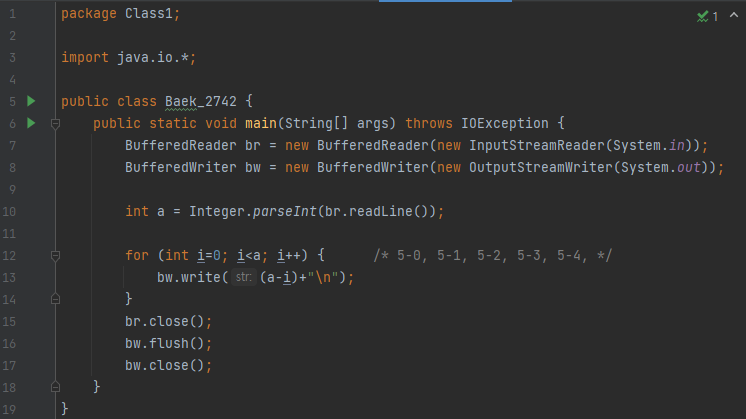 1 package Class1;
2
3 import java.io.*;
4
5 public class Baek_2742 {
6 public static void main(String[] args) throws IOException {
7 BufferedReader br = new BufferedReader(new InputStreamReader(System.in));
8 BufferedWriter bw = new BufferedWriter(new OutputStreamWriter(System.out));
9
10 int a = Integer.parseInt(br.readLine());
11
12 for (int i=0; i<a; i++) { /* 5-0, 5-1, 5-2, 5-3, 5-4, */
13 bw.write( str: (a-i)+"\n");
14 }
15 br.close();
16 bw.flush();
17 bw.close();
18 }
19 }
1